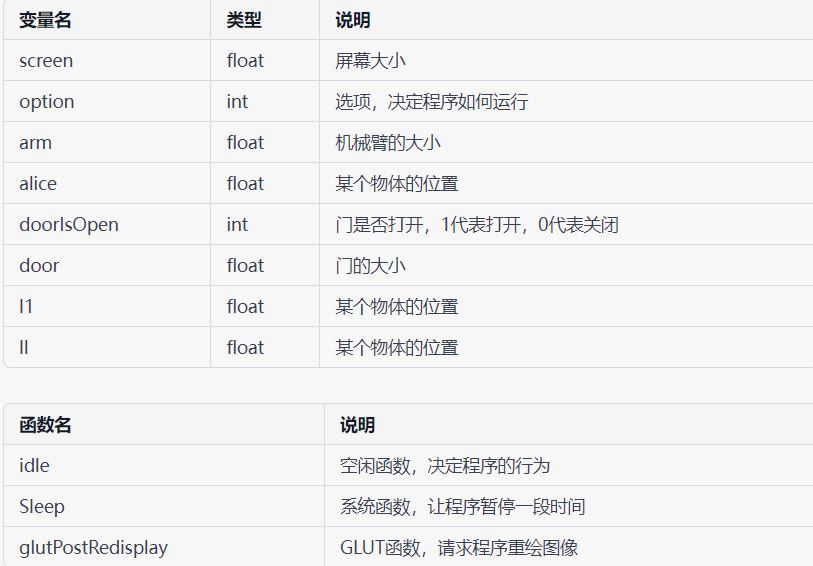 变量名 类型 说明
screen float 屏幕大小
option int 选项，决定程序如何运行
arm float 机械臂的大小
alice float 某个物体的位置
doorIsOpen int 门是否打开，1代表打开，0代表关闭
door float 门的大小
l1 float 某个物体的位置
ll float 某个物体的位置
函数名 说明
idle 空闲函数，决定程序的行为
Sleep 系统函数，让程序暂停一段时间
glutPostRedisplay GLUT函数，请求程序重绘图像